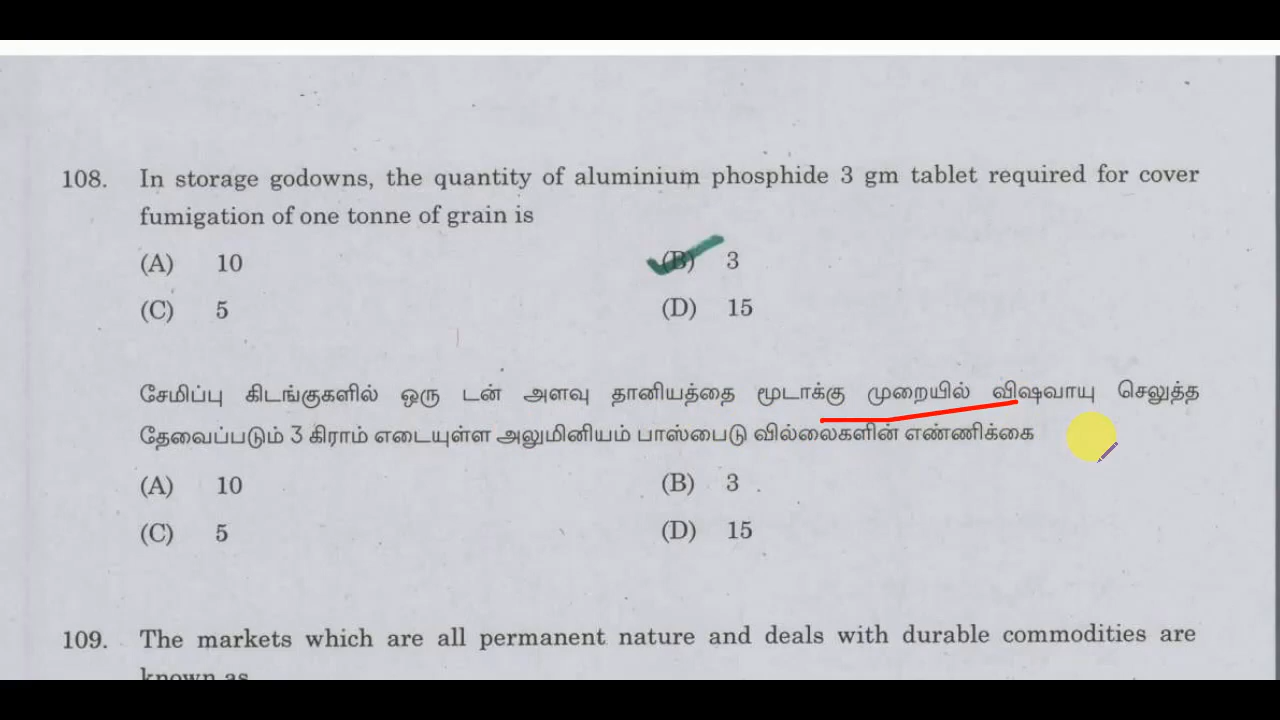 108. In storage godowns, the quantity of aluminium phosphide 3 gm tablet required for cover
fumigation of one tonne of grain is
(A) 10 (B) 3
(C) 5 (D) 15
சேமிப்பு கிடங்குகளில் ஒரு டன் அளவு தானியத்தை மூடாக்கு முறையில் விஷவாயு செலுத்த
தேவைப்படும் 3 கிராம் எடையுள்ள அலுமினியம் பாஸ்பைடு வில்லைகளின் எண்ணிக்கை
(A) 10 (B) 3
(C) 5 (D) 15
109. The markets which are all permanent nature and deals with durable commodities are
known as